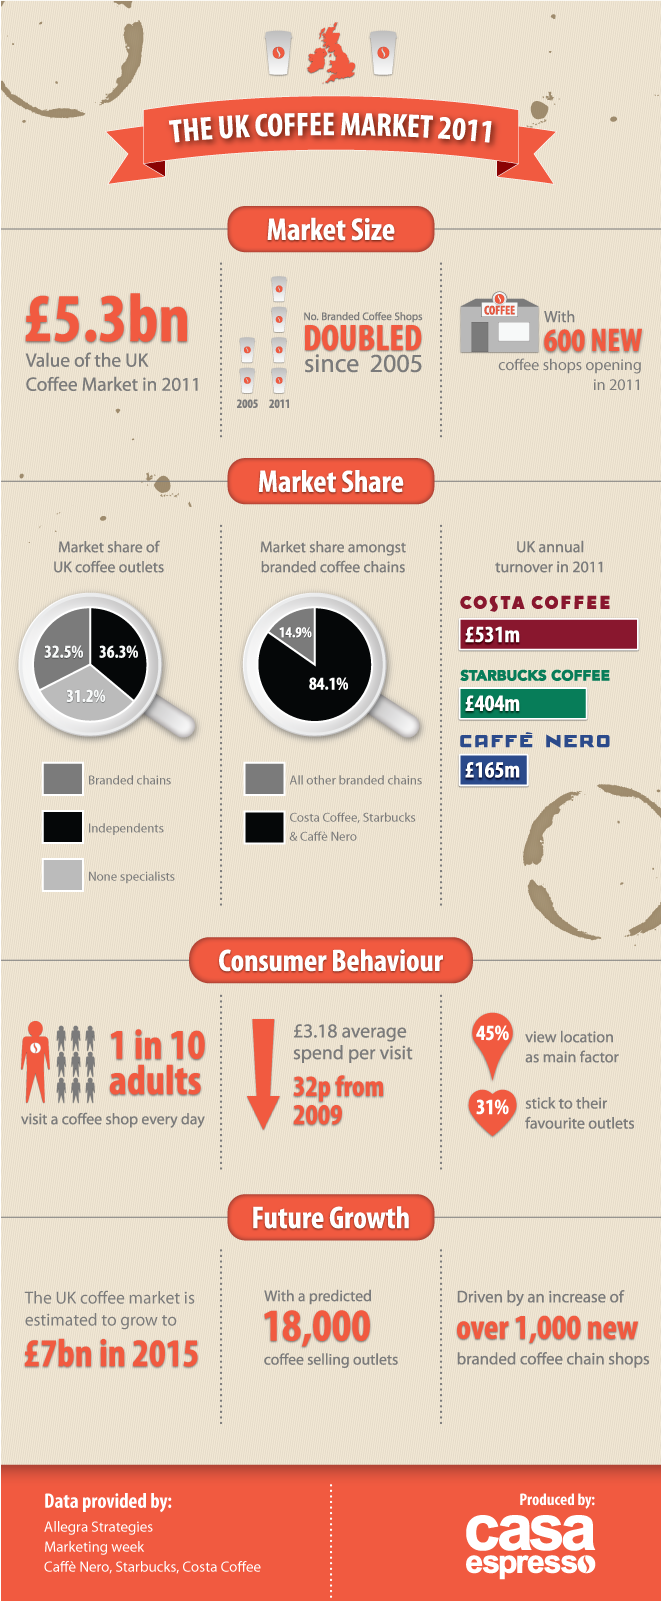 THE UK COFFEE MARKET 2011
Market Size
£5.3bn
Value of the UK
Coffee Market in 2011
2005
2011
No. Branded Coffee Shops
DOUBLED
since 2005
COFFEE
With
600 NEW
coffee shops opening
in 2011
Market Share
Market share of
UK coffee outlets
32.5%
36.3%
31.2%
Branded chains
Independents
None specialists
Market share amongst
branded coffee chains
14.9%
84.1%
All other branded chains
Costa Coffee, Starbucks
& Caffè Nero
UK annual
turnover in 2011
COSTA COFFEE
£531m
STARBUCKS COFFEE
£404m
CAFFÈ NERO
£165m
Consumer Behaviour
1 in 10
adults
visit a coffee shop every day
£3.18 average
spend per visit
32p from
2009
45%
view location
as main factor
31%
stick to their
favourite outlets
Future Growth
The UK coffee market is
estimated to grow to
£7bn in 2015
With a predicted
18,000
coffee selling outlets
Driven by an increase of
over 1,000 new
branded coffee chain shops
Data provided by:
Allegra Strategies
Marketing week
Caffè Nero, Starbucks, Costa Coffee
Produced by:
casa
espresso